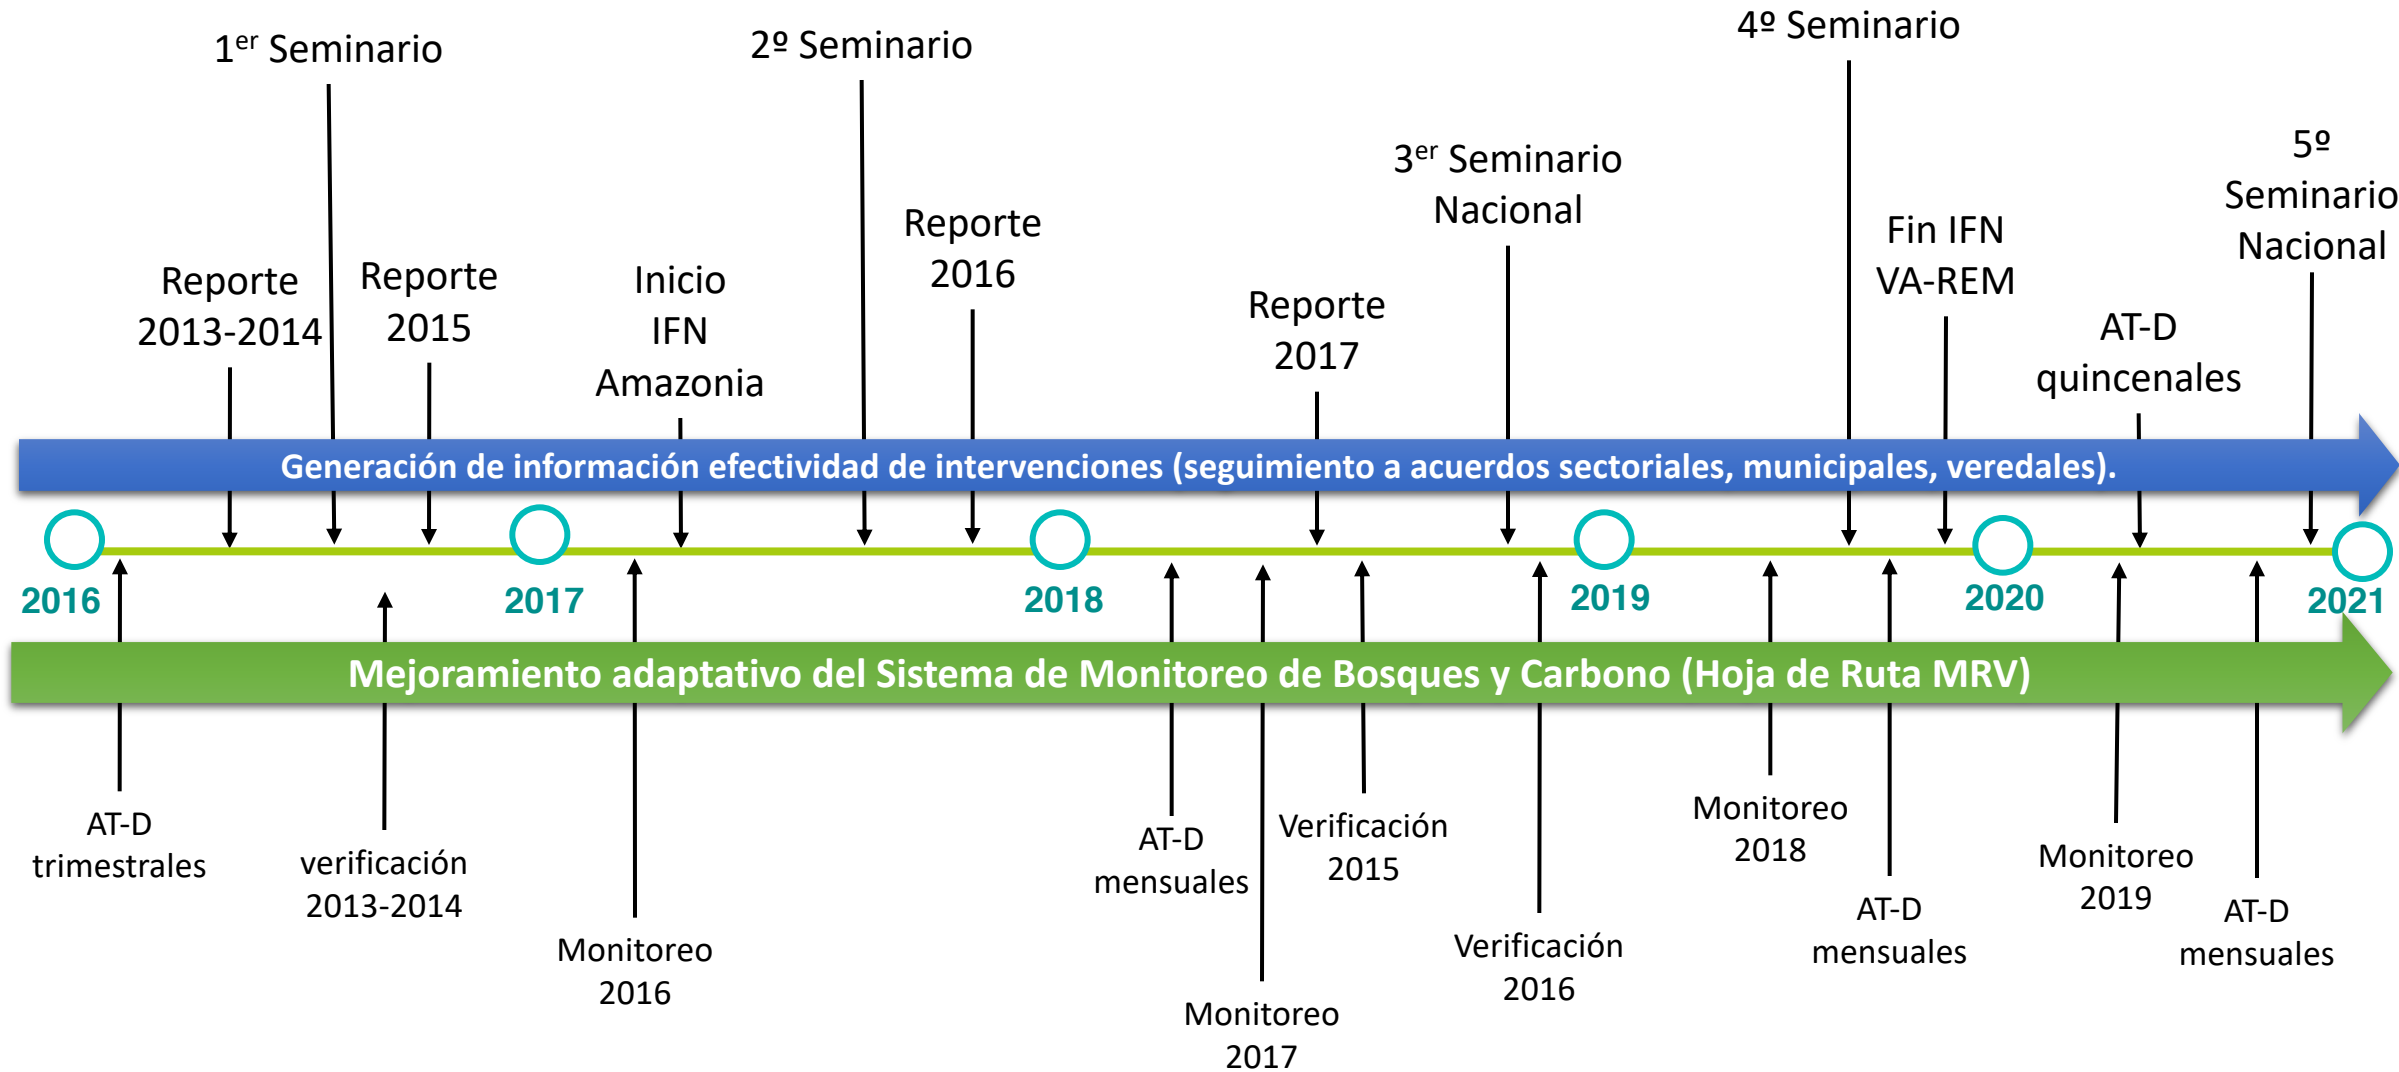 1er Seminario
2º Seminario
4º Seminario
3er Seminario
Nacional
5º
Seminario
Nacional
Reporte
2013-2014
Reporte
2015
Inicio
IFN
Amazonia
Reporte
2016
Reporte
2017
Fin IFN
VA-REM
AT-D
quincenales
Generación de información efectividad de intervenciones (seguimiento a acuerdos sectoriales, municipales, veredales).
2016
2017
2018
2019
2020
2021
Mejoramiento adaptativo del Sistema de Monitoreo de Bosques y Carbono (Hoja de Ruta MRV)
AT-D
trimestrales
verificación
2013-2014
Monitoreo
2016
AT-D
mensuales
Monitoreo
2017
Verificación
2015
Verificación
2016
Monitoreo
2018
AT-D
mensuales
Monitoreo
2019
AT-D
mensuales